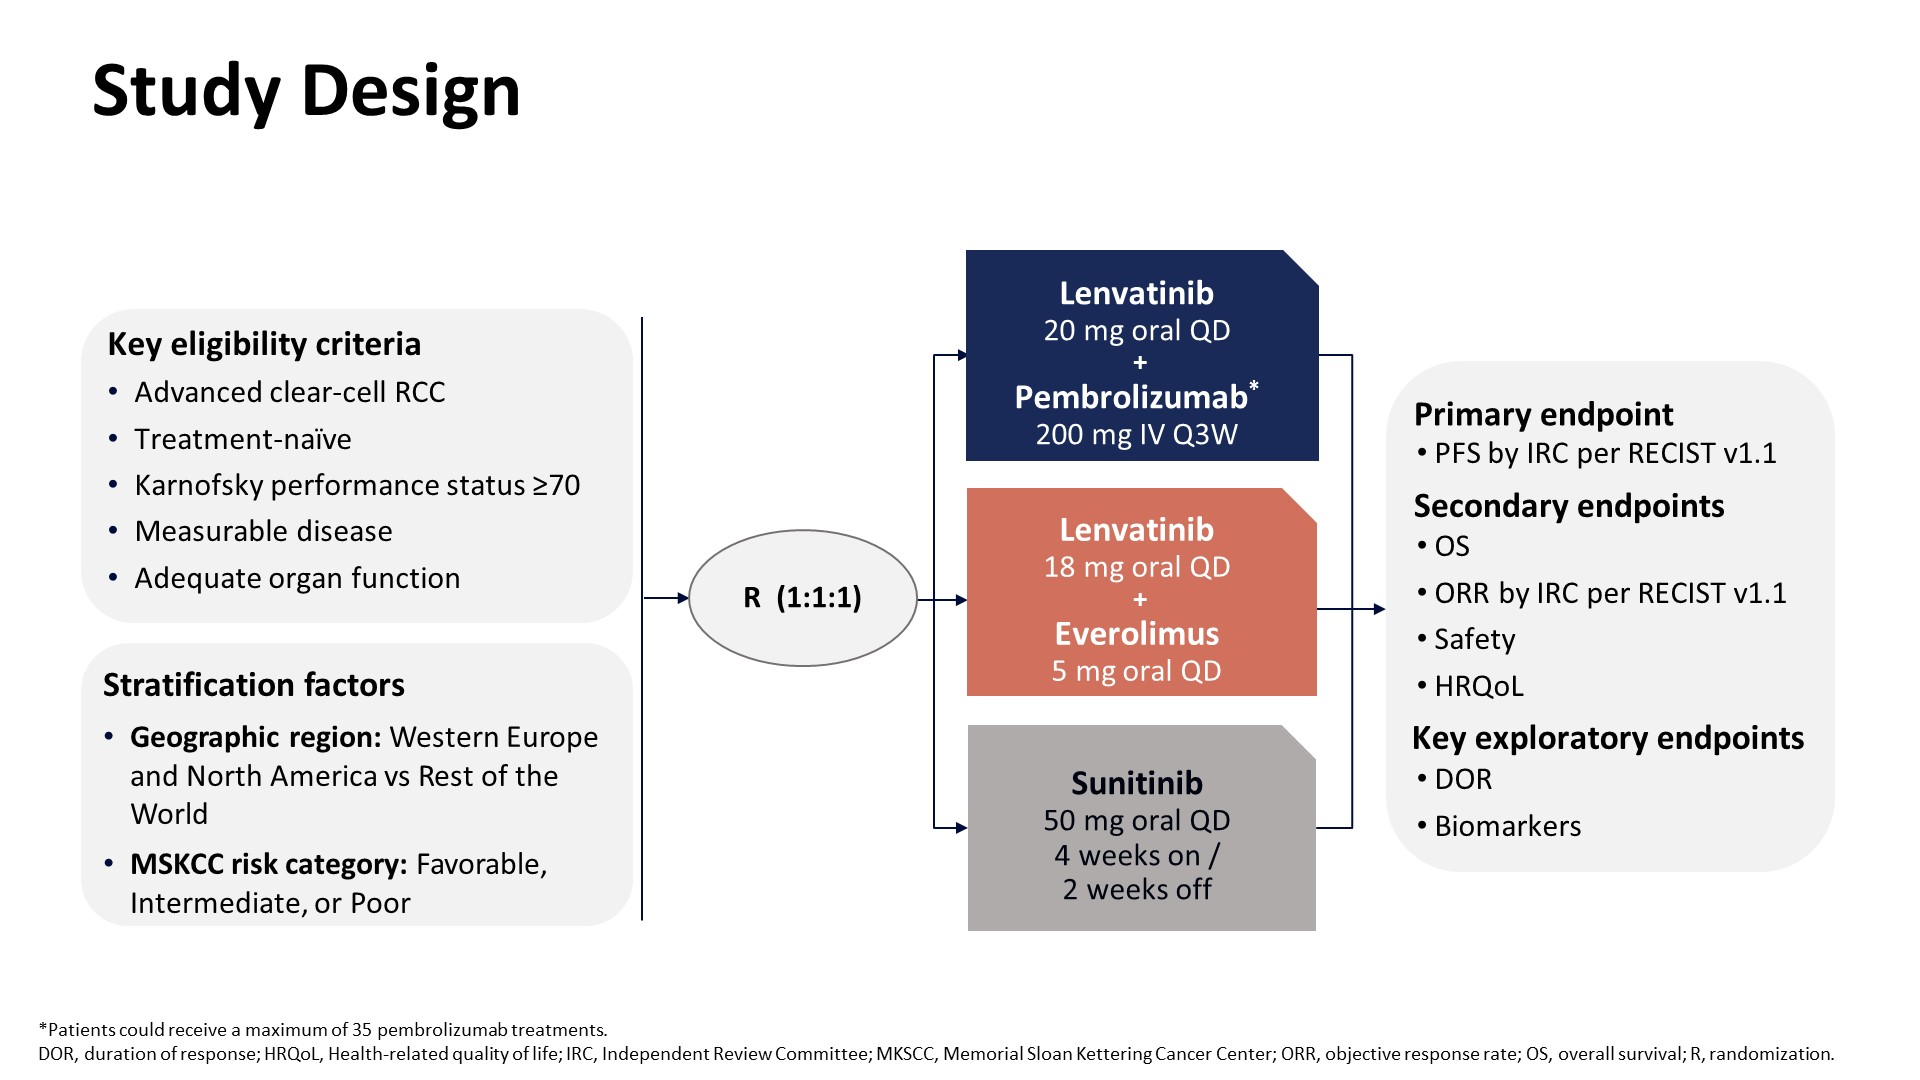 Study Design
Key eligibility criteria
• Advanced clear-cell RCC
• Treatment-naïve
• Karnofsky performance status ≥70
• Measurable disease
• Adequate organ function
Stratification factors
• Geographic region: Western Europe
and North America vs Rest of the
World
• MSKCC risk category: Favorable,
Intermediate, or Poor
R (1:1:1)
Lenvatinib
20 mg oral QD
+
Pembrolizumab*
200 mg IV Q3W
Lenvatinib
18 mg oral QD
+
Everolimus
5 mg oral QD
Sunitinib
50 mg oral QD
4 weeks on /
2 weeks off
Primary endpoint
• PFS by IRC per RECIST v1.1
Secondary endpoints
• OS
• ORR by IRC per RECIST v1.1
• Safety
• HRQoL
Key exploratory endpoints
• DOR
• Biomarkers
*Patients could receive a maximum of 35 pembrolizumab treatments.
DOR, duration of response; HRQoL, Health-related quality of life; IRC, Independent Review Committee; MKSCC, Memorial Sloan Kettering Cancer Center; ORR, objective response rate; OS, overall survival; R, randomization.